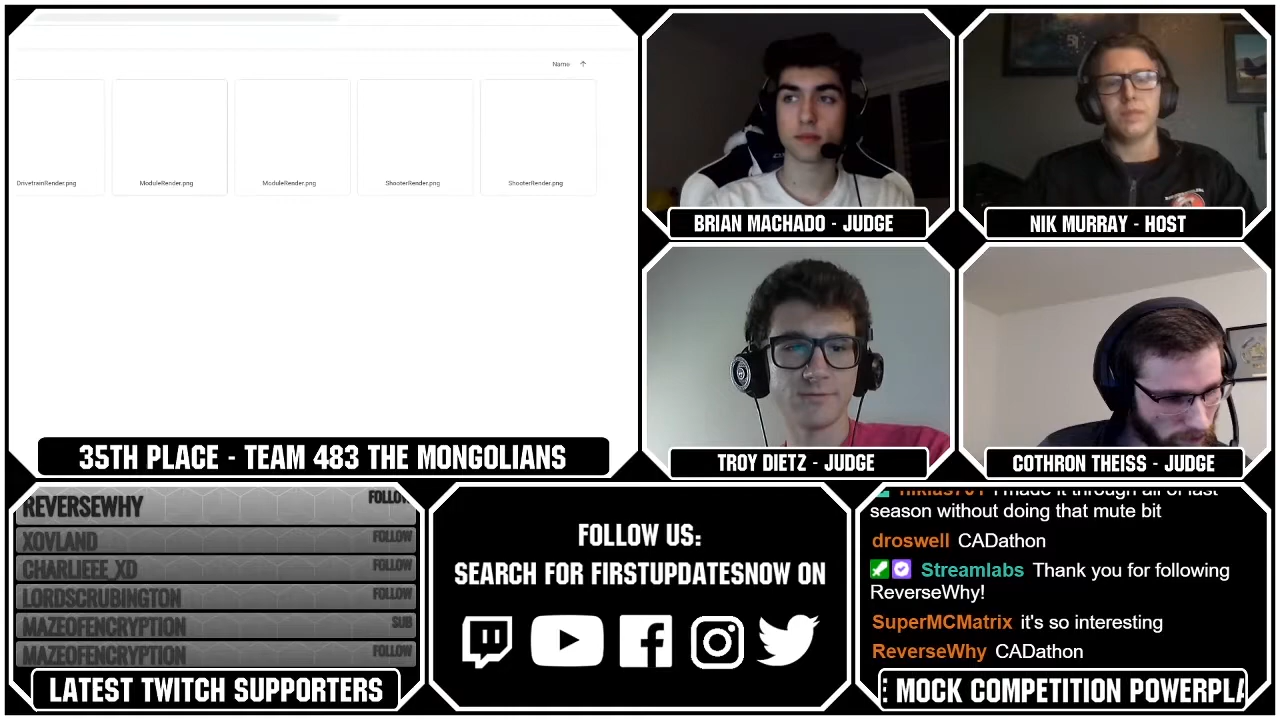 Name
DrivetrainRender.png
ModuleRender.png
ModuleRender.png
ShooterRender.png
ShooterRender.png
35TH PLACE - TEAM 483 THE MONGOLIANS
BRIAN MACHADO - JUDGE
NIK MURRAY - HOST
TROY DIETZ - JUDGE
COTHRON THEISS - JUDGE
REVERSEWHY FOLLOW
XOVLAND FOLLOW
CHARLIEEE_XD FOLLOW
LORDSCRUBINGTON FOLLOW
MAZEOFENCRYPTION SUB
MAZEOFENCRYPTION FOLLOW
LATEST TWITCH SUPPORTERS
FOLLOW US:
SEARCH FOR FIRSTUPDATESNOW ON
I made it through all of last
season without doing that mute bit
droswell CADathon
Streamlabs Thank you for following
ReverseWhy!
SuperMCMatrix it's so interesting
ReverseWhy CADathon
: MOCK COMPETITION POWERPLA